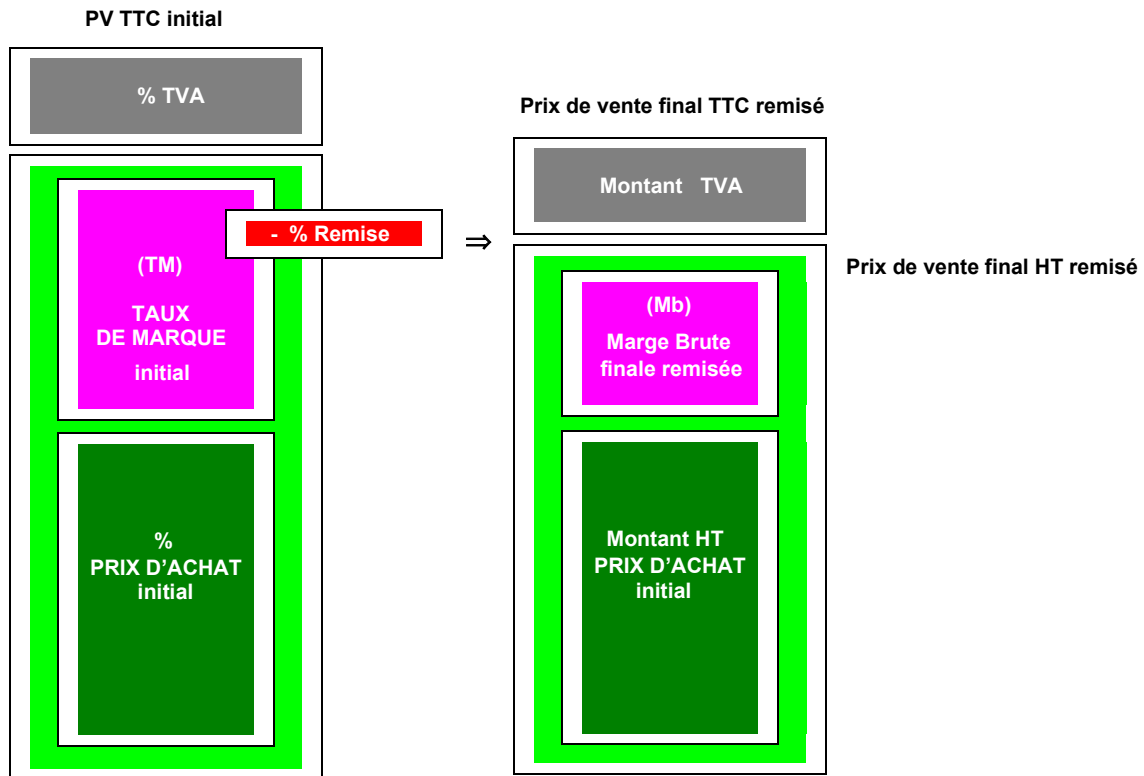 PV TTC initial
% TVA
(TM)
TAUX
DE MARQUE
initial
- % Remise
%
PRIX D'ACHAT
initial
⇒
Prix de vente final TTC remisé
Montant TVA
Prix de vente final HT remisé
(Mb)
Marge Brute
finale remisée
Montant HT
PRIX D'ACHAT
initial